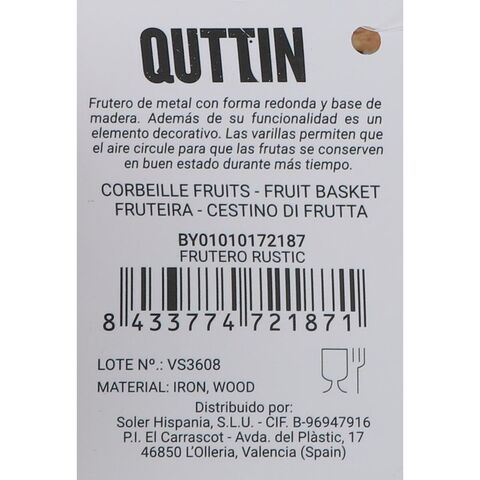 QUTTIN
Frutero de metal con forma redonda y base de
madera. Además de su funcionalidad es un
elemento decorativo. Las varillas permiten que
el aire circule para que las frutas se conserven
en buen estado durante más tiempo.
CORBEILLE FRUITS - FRUIT BASKET
FRUTEIRA - CESTINO DI FRUTTA
BY01010172187
FRUTERO RUSTIC
8 433774 721871
LOTE Nº.: VS3608
MATERIAL: IRON, WOOD
Distribuido por:
Soler Hispania, S.L.U. - CIF. B-96947916
P.I. El Carrascot - Avda. del Plàstic, 17
46850 L'Olleria, Valencia (Spain)